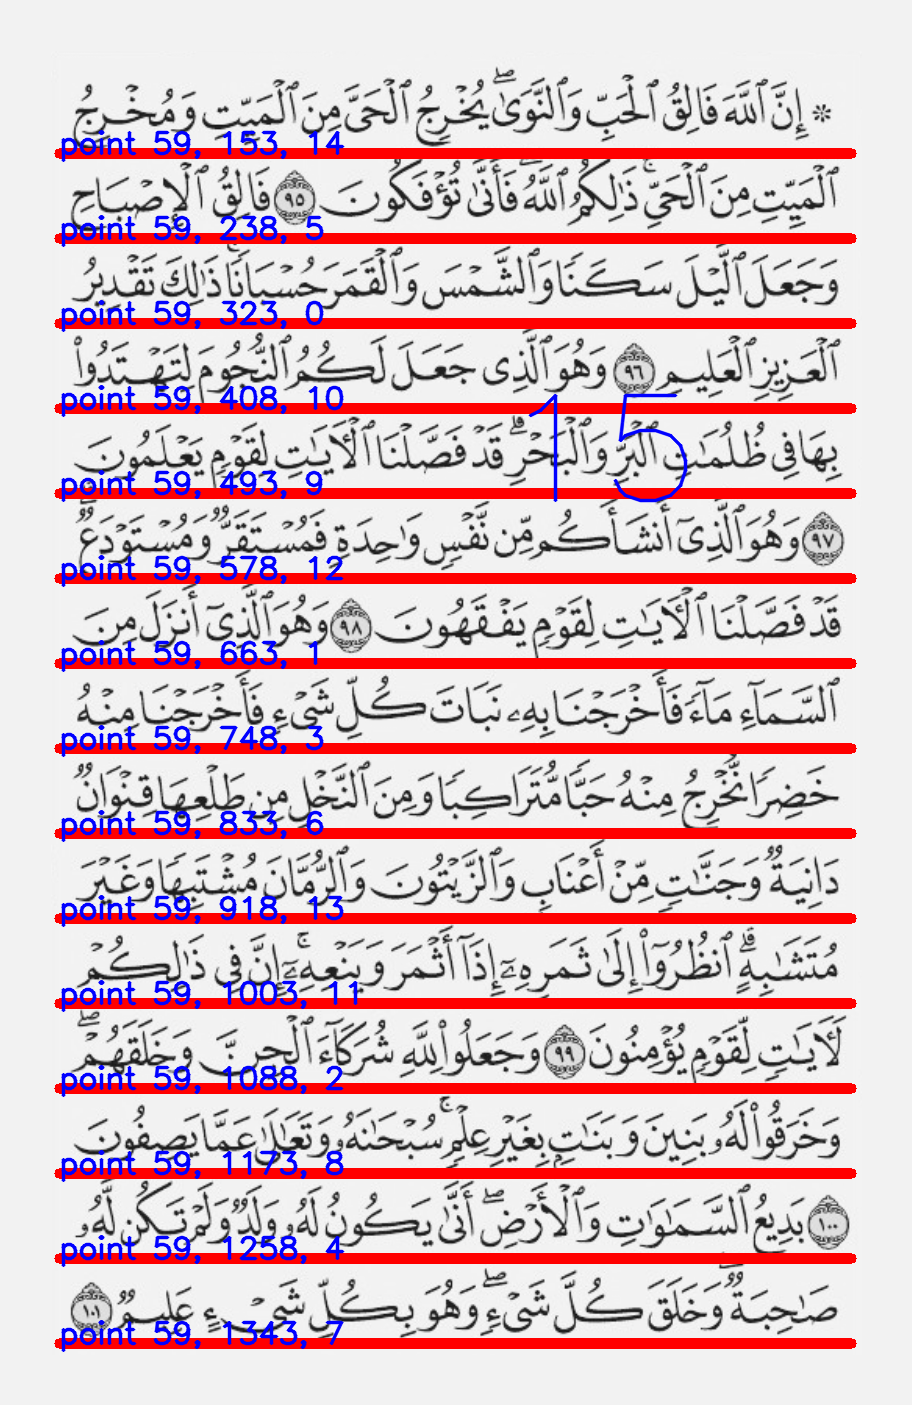 ۞ إِنَّ ٱللَّهَ فَالِقُ ٱلْحَبِّ وَٱلنَّوَىٰۖ يُخْرِجُ ٱلْحَىَّ مِنَ ٱلْمَيِّتِ وَمُخْرِجُ
point 59, 153, 14
ٱلْمَيِّتِ مِنَ ٱلْحَىِّۚ ذَٰلِكُمُ ٱللَّهُۖ فَأَنَّىٰ تُؤْفَكُونَ ٩٥ فَالِقُ ٱلْإِصْبَاحِ
point 59, 238, 5
وَجَعَلَ ٱلَّيْلَ سَكَنًا وَٱلشَّمْسَ وَٱلْقَمَرَ حُسْبَانًاۚ ذَٰلِكَ تَقْدِيرُ
point 59, 323, 0
ٱلْعَزِيزِ ٱلْعَلِيمِ ٩٦ وَهُوَ ٱلَّذِى جَعَلَ لَكُمُ ٱلنُّجُومَ لِتَهْتَدُوا۟
point 59, 408, 10
15
بِهَا فِى ظُلُمَٰتِ ٱلْبَرِّ وَٱلْبَحْرِۗ قَدْ فَصَّلْنَا ٱلْءَايَٰتِ لِقَوْمٍ يَعْلَمُونَ
point 59, 493, 9
٩٧ وَهُوَ ٱلَّذِىٓ أَنشَأَكُم مِّن نَّفْسٍ وَٰحِدَةٍ فَمُسْتَقَرٌّ وَمُسْتَوْدَعٌۗ
point 59, 578, 12
قَدْ فَصَّلْنَا ٱلْءَايَٰتِ لِقَوْمٍ يَفْقَهُونَ ٩٨ وَهُوَ ٱلَّذِىٓ أَنزَلَ مِنَ
point 59, 663, 1
ٱلسَّمَآءِ مَآءً فَأَخْرَجْنَا بِهِۦ نَبَاتَ كُلِّ شَىْءٍ فَأَخْرَجْنَا مِنْهُ
point 59, 748, 3
خَضِرًا نُّخْرِجُ مِنْهُ حَبًّا مُّتَرَاكِبًا وَمِنَ ٱلنَّخْلِ مِن طَلْعِهَا قِنْوَانٌ
point 59, 833, 6
دَانِيَةٌ وَجَنَّٰتٍ مِّنْ أَعْنَابٍ وَٱلزَّيْتُونَ وَٱلرُّمَّانَ مُشْتَبِهًا وَغَيْرَ
point 59, 918, 13
مُتَشَٰبِهٍۗ ٱنظُرُوٓا۟ إِلَىٰ ثَمَرِهِۦٓ إِذَآ أَثْمَرَ وَيَنْعِهِۦٓۚ إِنَّ فِى ذَٰلِكُمْ
point 59, 1003, 11
لَءَايَٰتٍ لِّقَوْمٍ يُؤْمِنُونَ ٩٩ وَجَعَلُوا۟ لِلَّهِ شُرَكَآءَ ٱلْجِنَّ وَخَلَقَهُمْۖ
point 59, 1088, 2
وَخَرَقُوا۟ لَهُۥ بَنِينَ وَبَنَٰتٍۭ بِغَيْرِ عِلْمٍۚ سُبْحَٰنَهُۥ وَتَعَٰلَىٰ عَمَّا يَصِفُونَ
point 59, 1173, 8
١٠٠ بَدِيعُ ٱلسَّمَٰوَٰتِ وَٱلْأَرْضِۖ أَنَّىٰ يَكُونُ لَهُۥ وَلَدٌ وَلَمْ تَكُن لَّهُۥ
point 59, 1258, 4
صَٰحِبَةٌۖ وَخَلَقَ كُلَّ شَىْءٍۖ وَهُوَ بِكُلِّ شَىْءٍ عَلِيمٌ ١٠١
point 59, 1343, 7